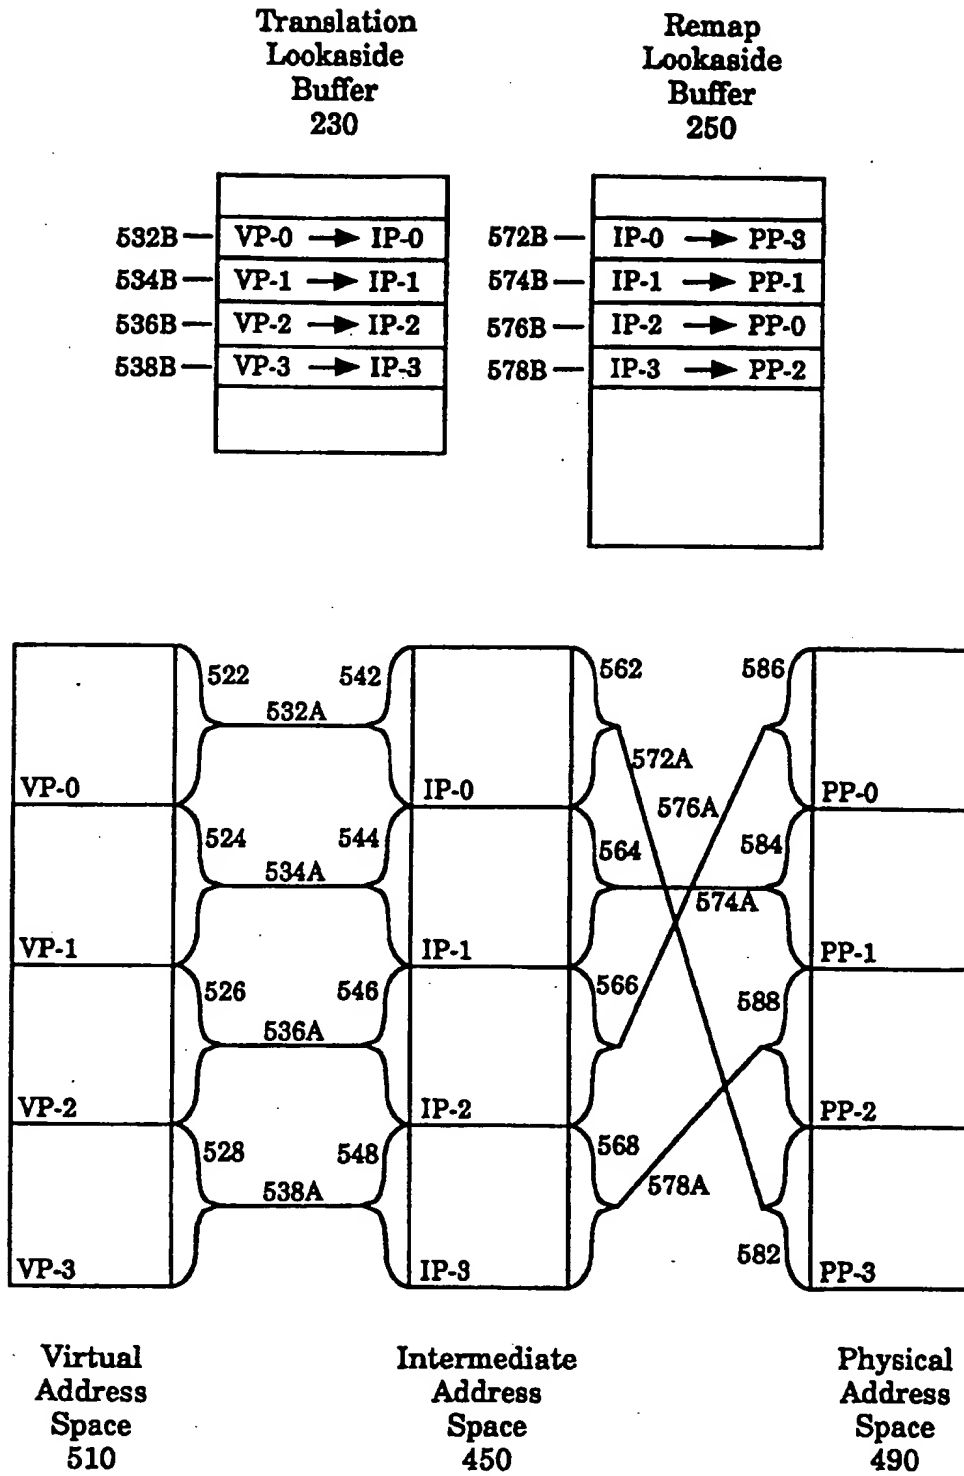 Translation
Lookaside
Buffer
230
Remap
Lookaside
Buffer
250
532B VP-0 IP-0
534B VP-1 IP-1
536B VP-2 IP-2
538B VP-3 IP-3
572B IP-0 PP-3
574B IP-1 PP-1
576B IP-2 PP-0
578B IP-3 PP-2
522 542 562 586
532A
572A
VP-0 IP-0 PP-0
576A
524 544 564 584
534A 574A
VP-1 IP-1 PP-1
526 546 566 588
536A
VP-2 IP-2 PP-2
528 548 568
538A 578A
582
VP-3 IP-3 PP-3
Virtual
Address
Space
510
Intermediate
Address
Space
450
Physical
Address
Space
490